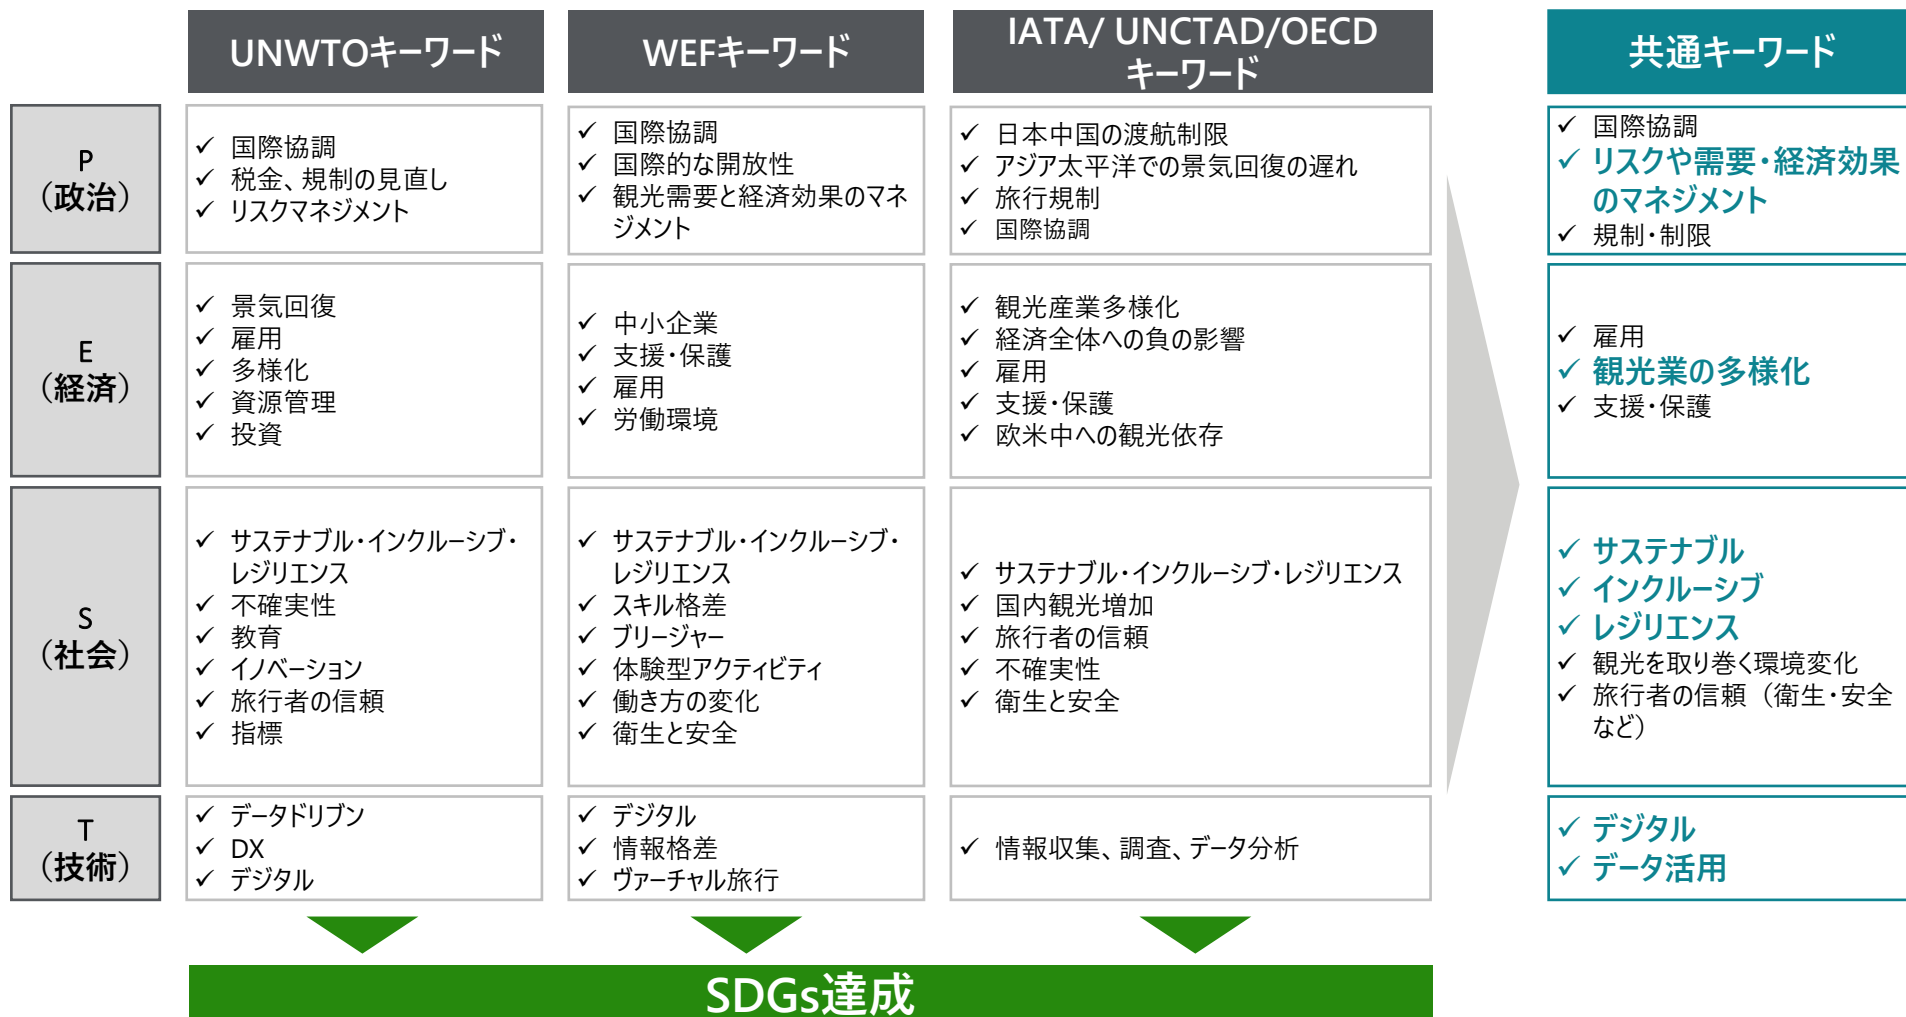 UNWTOキーワード
WEFキーワード
IATA/ UNCTAD/OECD
キーワード
共通キーワード
P
（政治）
✓ 国際協調
✓ 税金、規制の見直し
✓ リスクマネジメント
✓ 国際協調
✓ 国際的な開放性
✓ 観光需要と経済効果のマネ
ジメント
✓ 日本中国の渡航制限
✓ アジア太平洋での景気回復の遅れ
✓ 旅行規制
✓ 国際協調
✓ 国際協調
✓ リスクや需要・経済効果
のマネジメント
✓ 規制・制限
E
（経済）
✓ 景気回復
✓ 雇用
✓ 多様化
✓ 資源管理
✓ 投資
✓ 中小企業
✓ 支援・保護
✓ 雇用
✓ 労働環境
✓ 観光産業多様化
✓ 経済全体への負の影響
✓ 雇用
✓ 支援・保護
✓ 欧米中への観光依存
✓ 雇用
✓ 観光業の多様化
✓ 支援・保護
S
（社会）
✓ サステナブル・インクルーシブ・
レジリエンス
✓ 不確実性
✓ 教育
✓ イノベーション
✓ 旅行者の信頼
✓ 指標
✓ サステナブル・インクルーシブ・
レジリエンス
✓ スキル格差
✓ ブリージャー
✓ 体験型アクティビティ
✓ 働き方の変化
✓ 衛生と安全
✓ サステナブル・インクルーシブ・レジリエンス
✓ 国内観光増加
✓ 旅行者の信頼
✓ 不確実性
✓ 衛生と安全
✓ サステナブル
✓ インクルーシブ
✓ レジリエンス
✓ 観光を取り巻く環境変化
✓ 旅行者の信頼（衛生・安全
など）
T
（技術）
✓ データドリブン
✓ DX
✓ デジタル
✓ デジタル
✓ 情報格差
✓ ヴァーチャル旅行
✓ 情報収集、調査、データ分析
✓ デジタル
✓ データ活用
SDGs達成